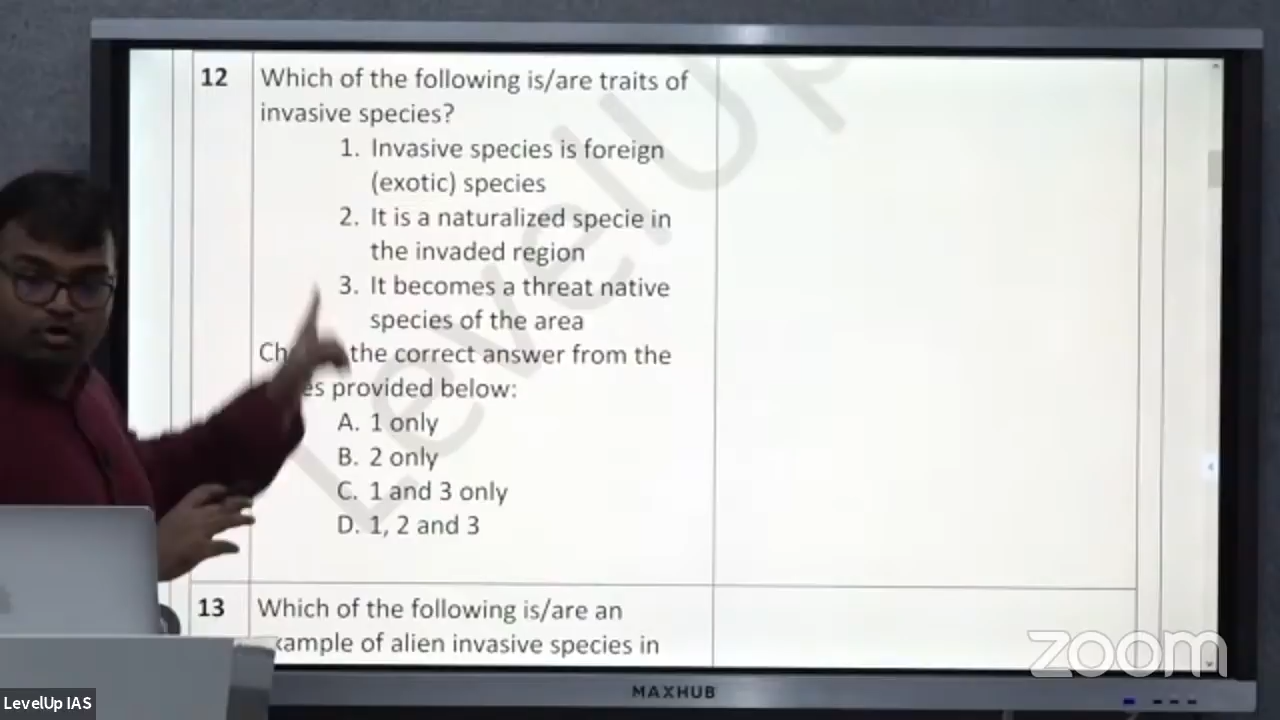 12 Which of the following is/are traits of
invasive species?
1. Invasive species is foreign
(exotic) species
2. It is a naturalized specie in
the invaded region
3. It becomes a threat native
species of the area
the correct answer from the
provided below:
A. 1 only
B. 2 only
C. 1 and 3 only
D. 1, 2 and 3
13 Which of the following is/are an
example of alien invasive species in
LevelUp
zoom
MAXHUB
LevelUp IAS